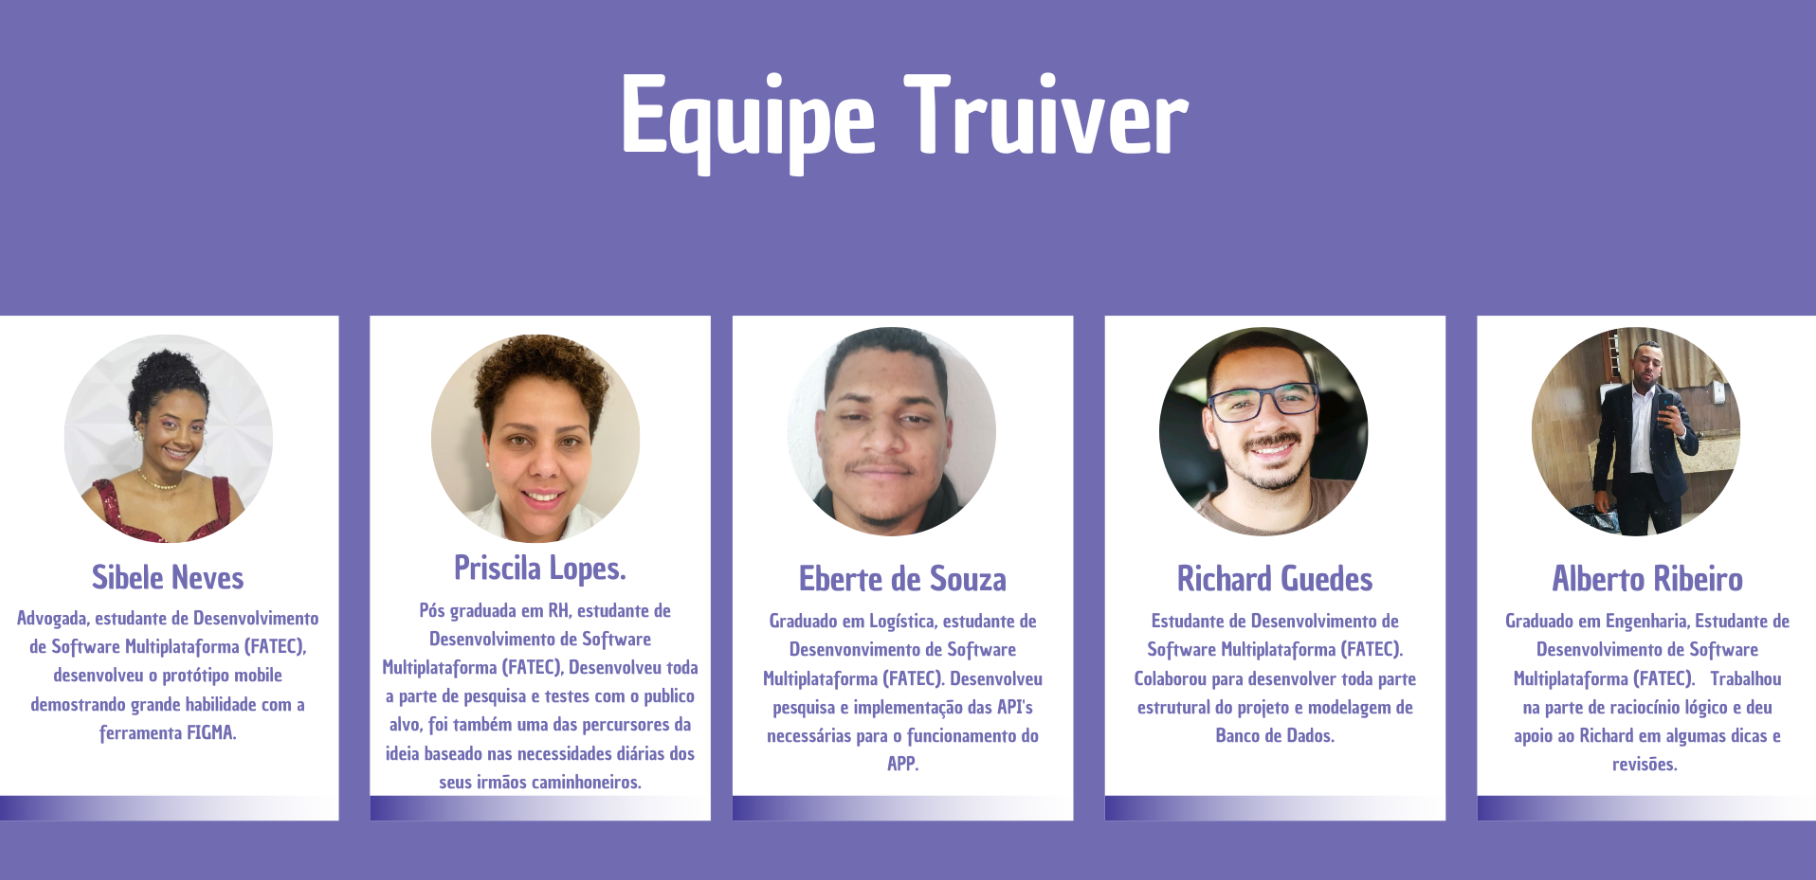 Equipe Truiver
Sibele Neves
Advogada, estudante de Desenvolvimento
de Software Multiplataforma (FATEC),
desenvolveu o protótipo mobile
demostrando grande habilidade com a
ferramenta FIGMA.
Priscila Lopes.
Pós graduada em RH, estudante de
Desenvolvimento de Software
Multiplataforma (FATEC), Desenvolveu toda
a parte de pesquisa e testes com o publico
alvo, foi também uma das percursores da
ideia baseado nas necessidades diárias dos
seus irmãos caminhoneiros.
Eberte de Souza
Graduado em Logística, estudante de
Desenvonvimento de Software
Multiplataforma (FATEC). Desenvolveu
pesquisa e implementação das API's
necessárias para o funcionamento do
APP.
Richard Guedes
Estudante de Desenvolvimento de
Software Multiplataforma (FATEC).
Colaborou para desenvolver toda parte
estrutural do projeto e modelagem de
Banco de Dados.
Alberto Ribeiro
Graduado em Engenharia, Estudante de
Desenvolvimento de Software
Multiplataforma (FATEC). Trabalhou
na parte de raciocínio lógico e deu
apoio ao Richard em algumas dicas e
revisões.